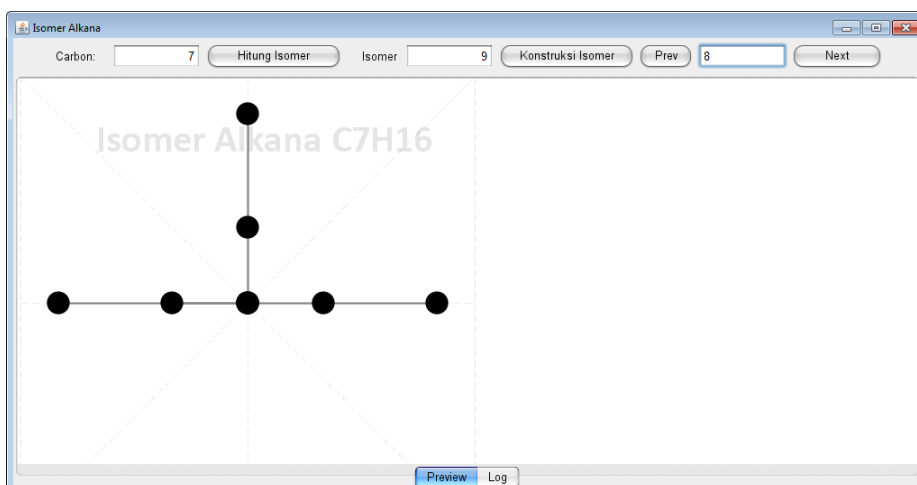 Isomer Alkana
Carbon: 7 Hitung Isomer Isomer 9 Konstruksi Isomer Prev 8 Next
Isomer Alkana C7H16
Preview Log